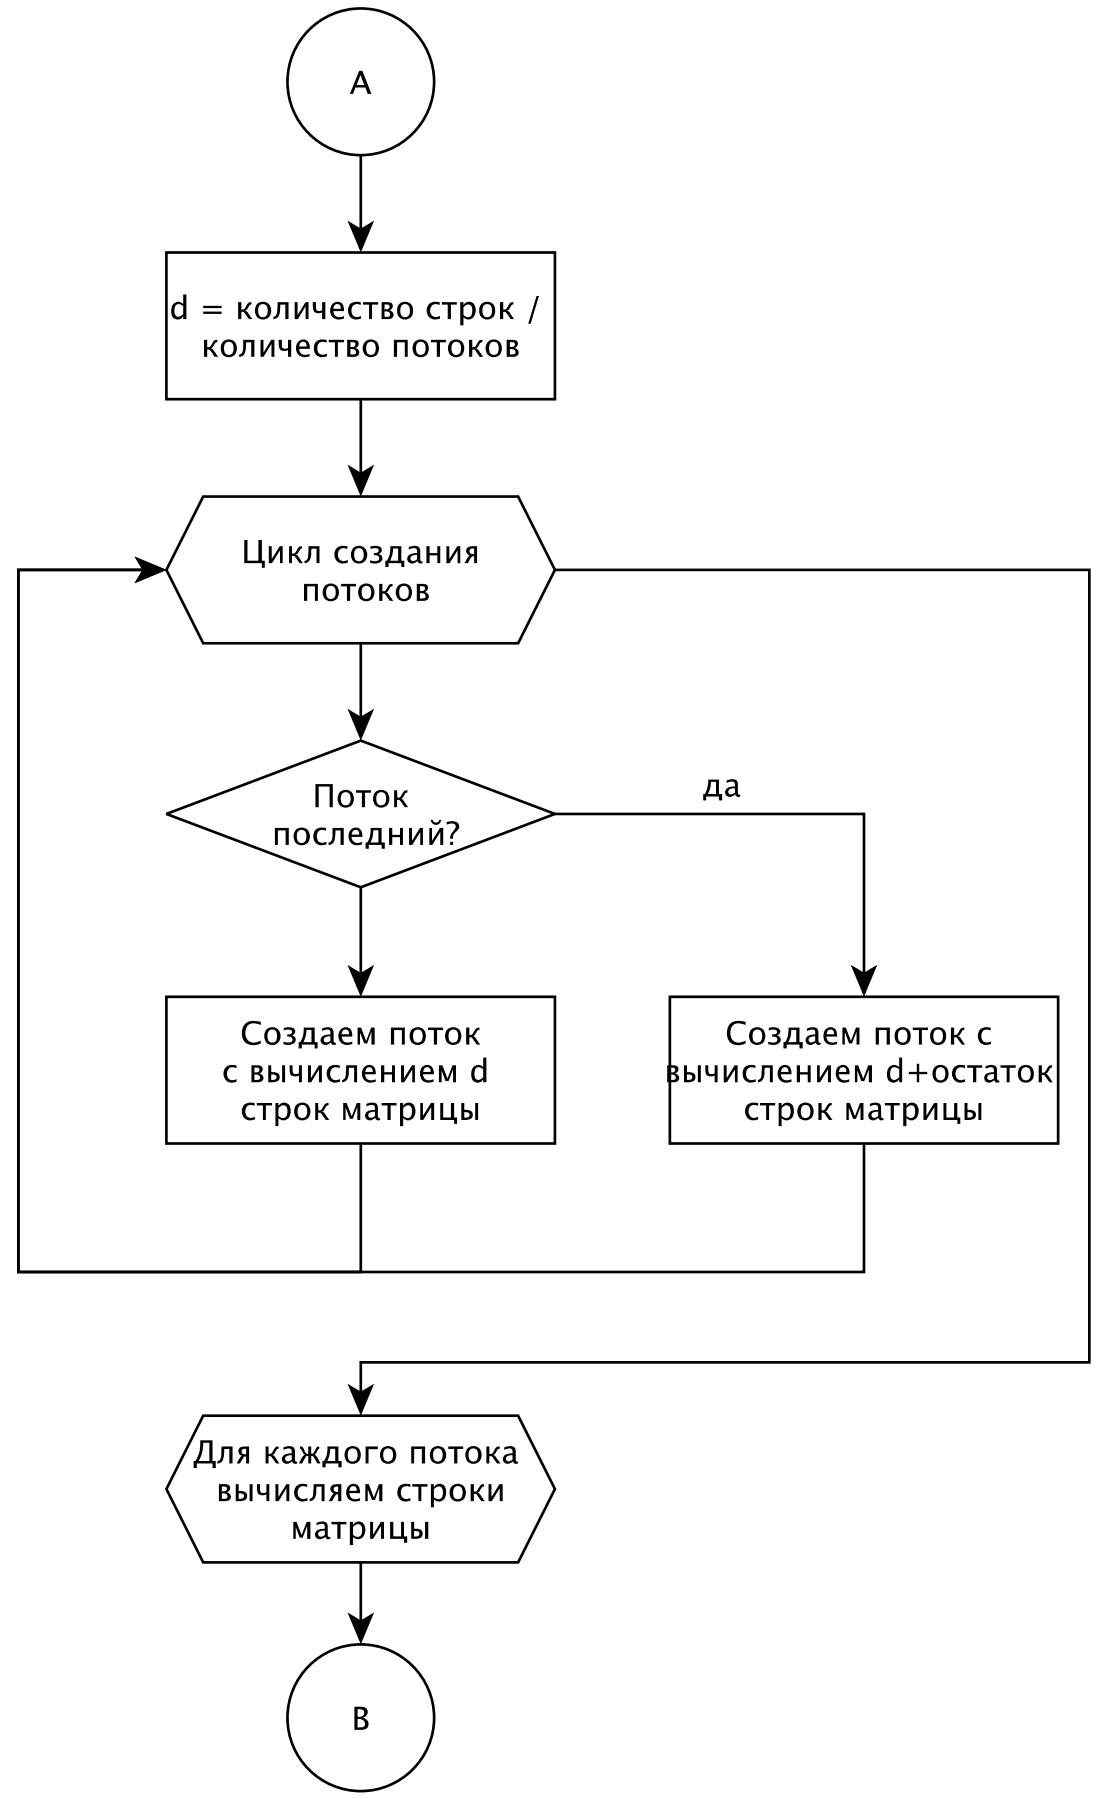 A
d = количество строк /
количество потоков
Цикл создания
потоков
Поток
последний?
да
Создаем поток
с вычислением d
строк матрицы
Создаем поток с
вычислением d+остаток
строк матрицы
Для каждого потока
вычисляем строки
матрицы
B